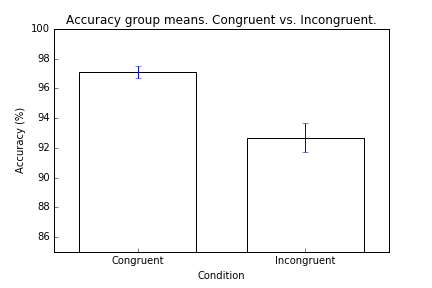 Accuracy group means. Congruent vs. Incongruent.
100
98
96
94
92
90
88
86
Accuracy (%)
Congruent
Incongruent
Condition